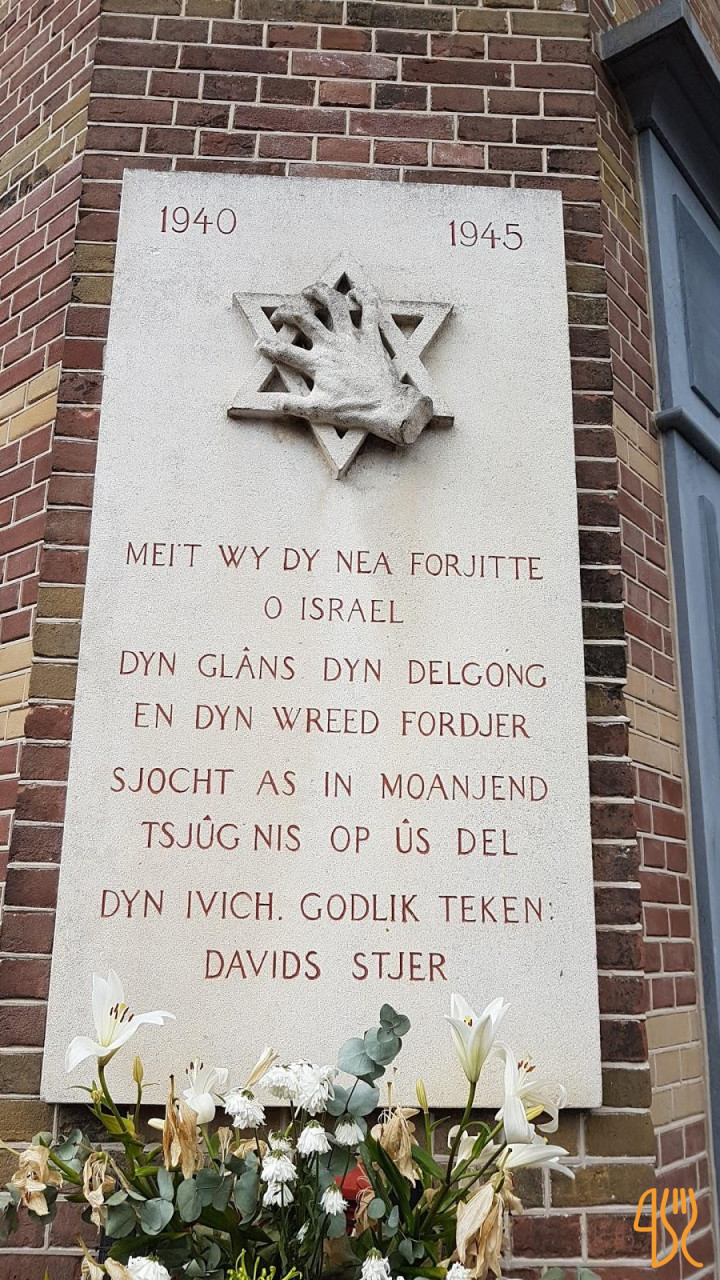 1940 1945
MEI'T WY DY NEA FORJITTE
O ISRAEL
DYN GLÂNS DYN DELGONG
EN DYN WREED FORDJER
SJOCHT AS IN MOANJEND
TSJÛGNIS OP ÛS DEL
DYN IVICH. GODLIK TEKEN:
DAVIDS STJER